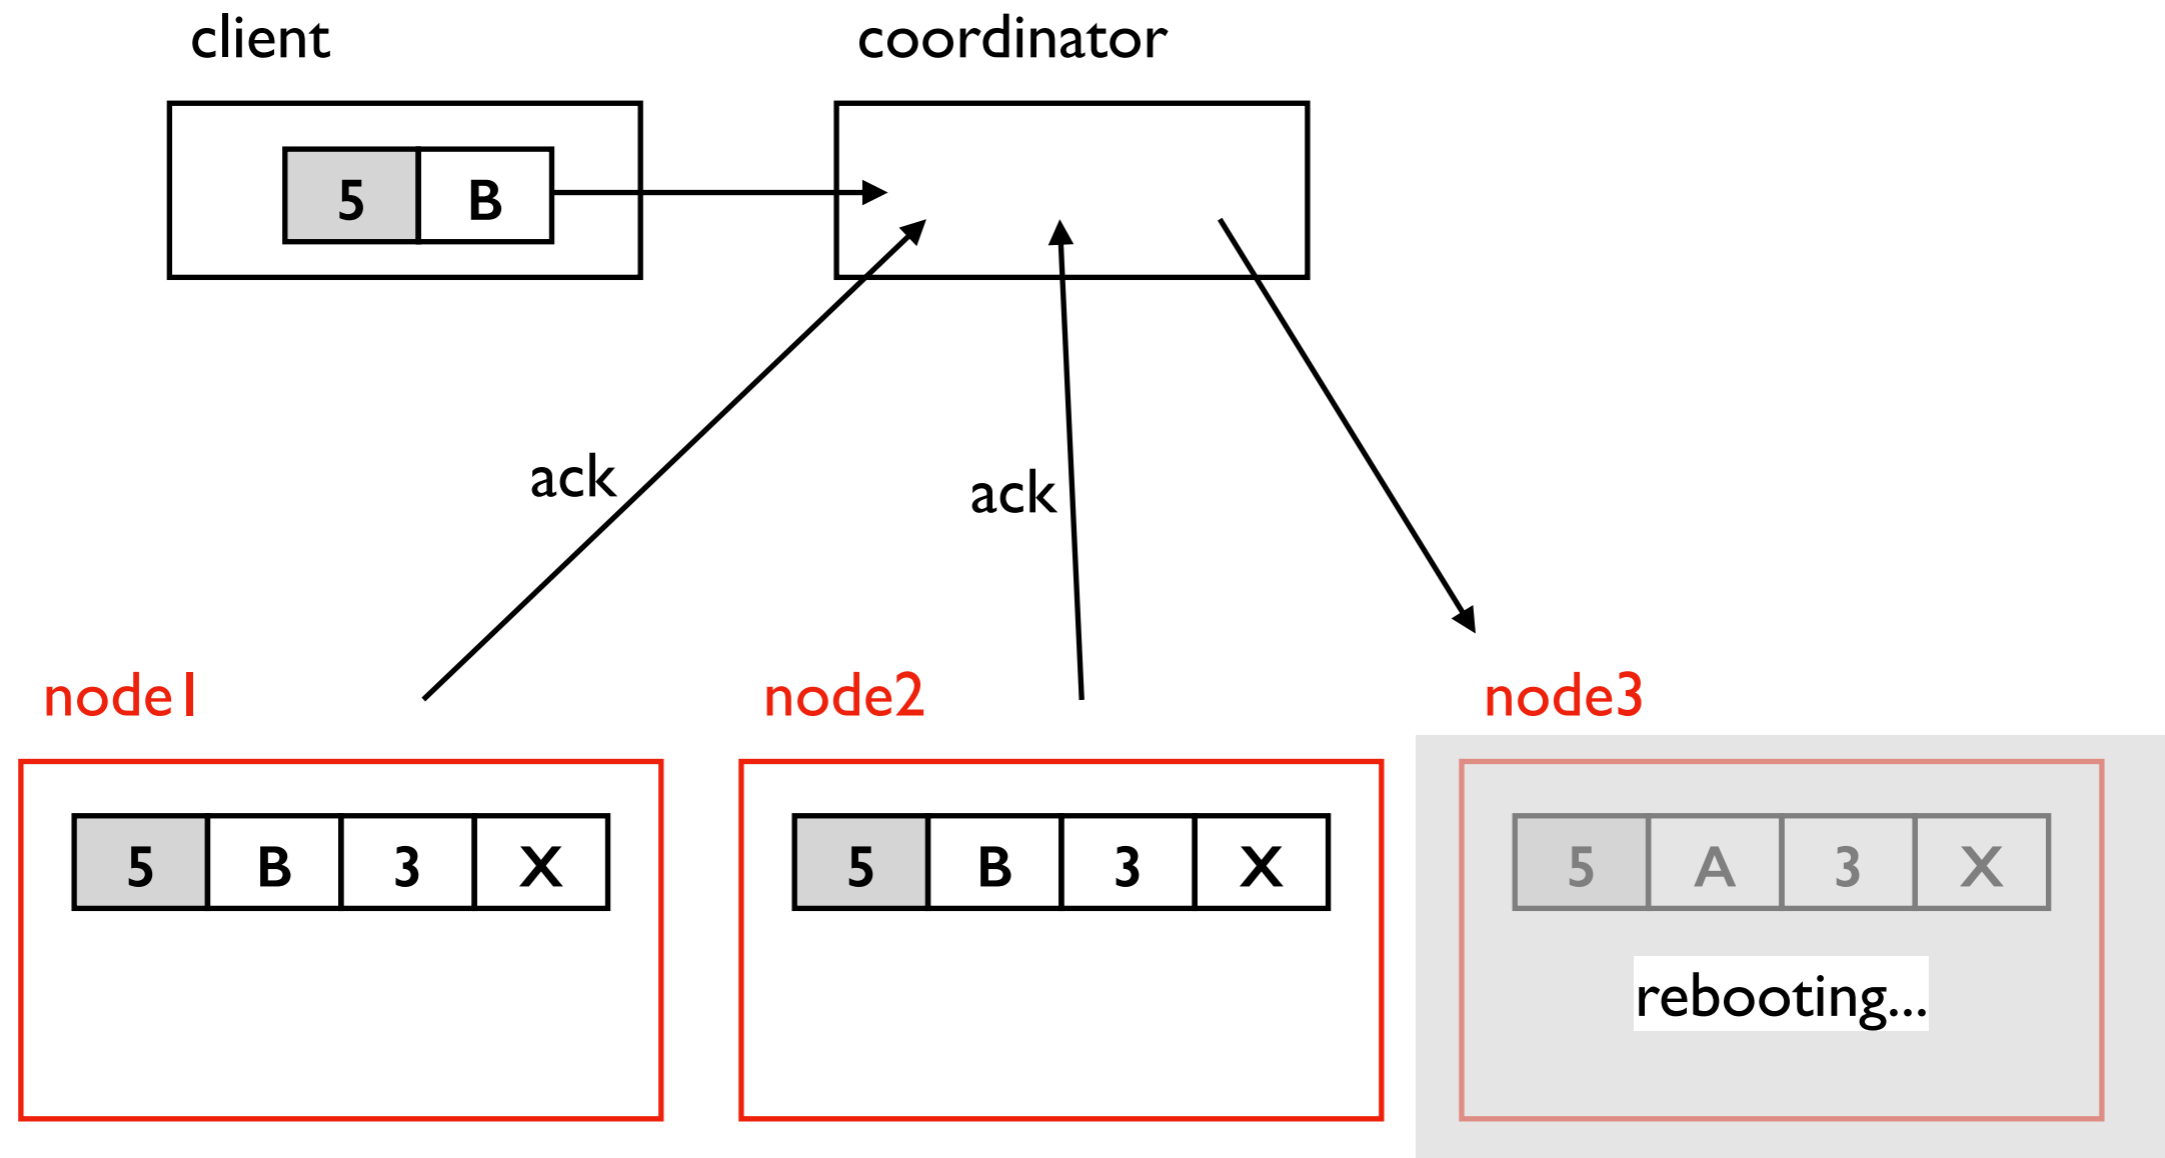 client
coordinator
5 B
ack
ack
node1
node2
node3
5 B 3 X
5 B 3 X
5 A 3 X
rebooting...